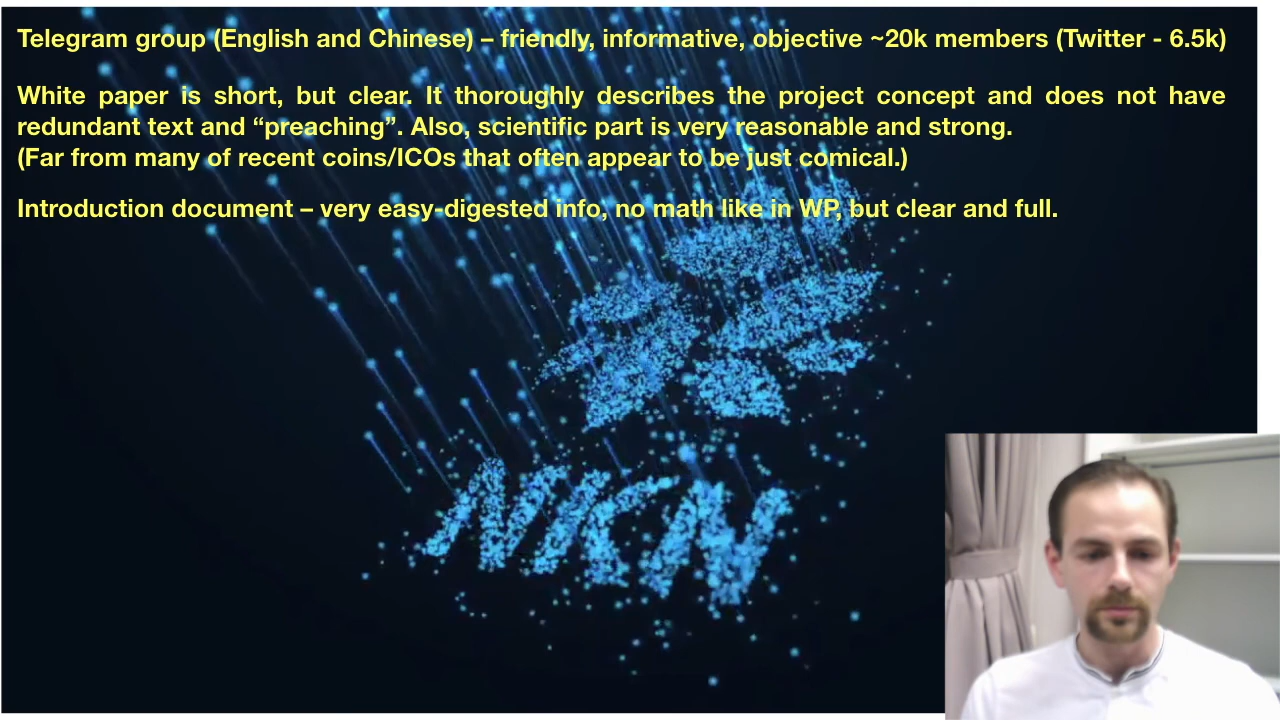 Telegram group (English and Chinese) – friendly, informative, objective ~20k members (Twitter - 6.5k)
White paper is short, but clear. It thoroughly describes the project concept and does not have
redundant text and “preaching”. Also, scientific part is very reasonable and strong.
(Far from many of recent coins/ICOs that often appear to be just comical.)
Introduction document – very easy-digested info, no math like in WP, but clear and full.
NKN